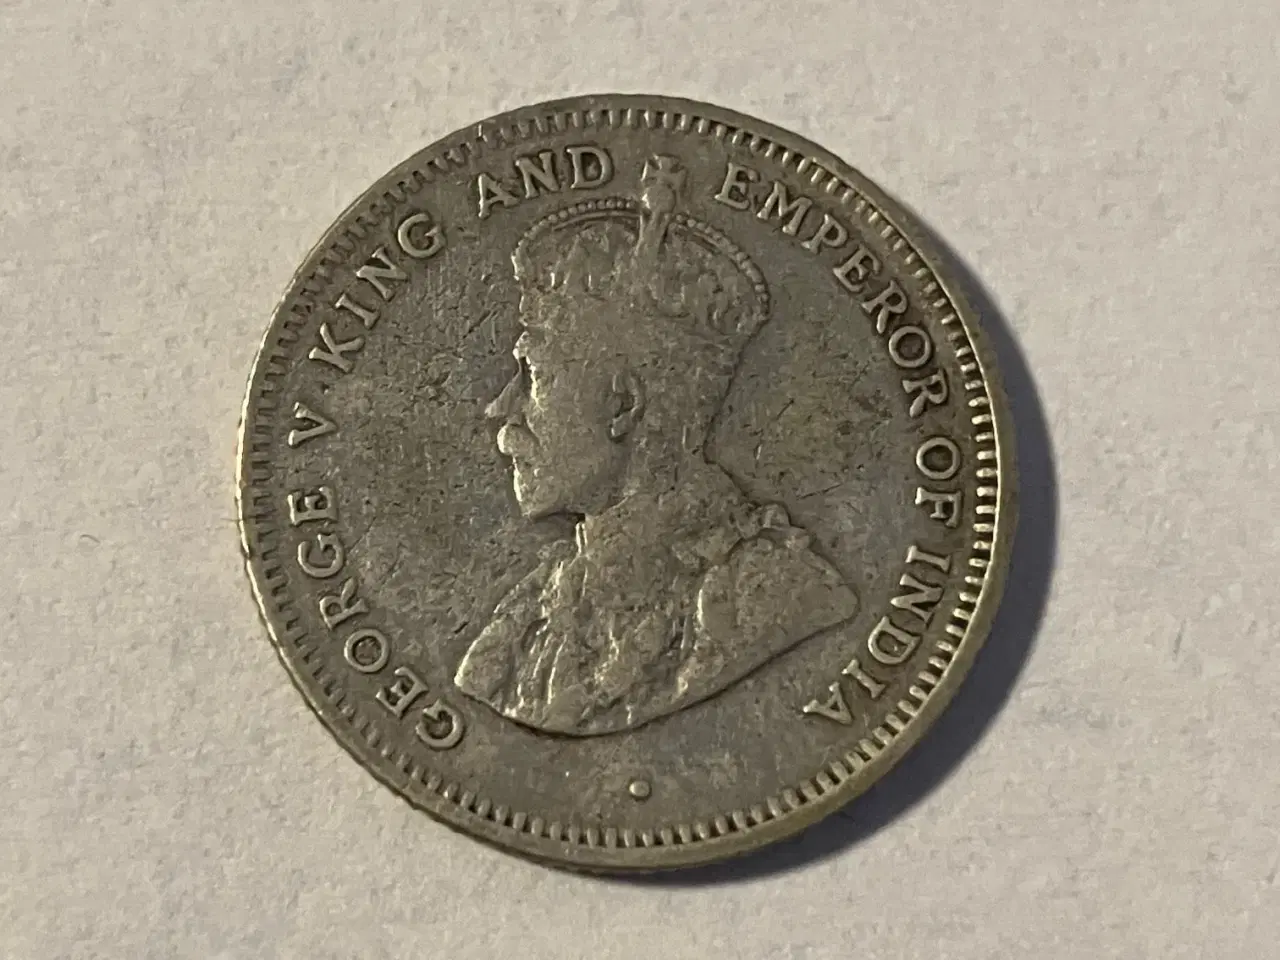 GEORGE V KING AND EMPEROR OF INDIA